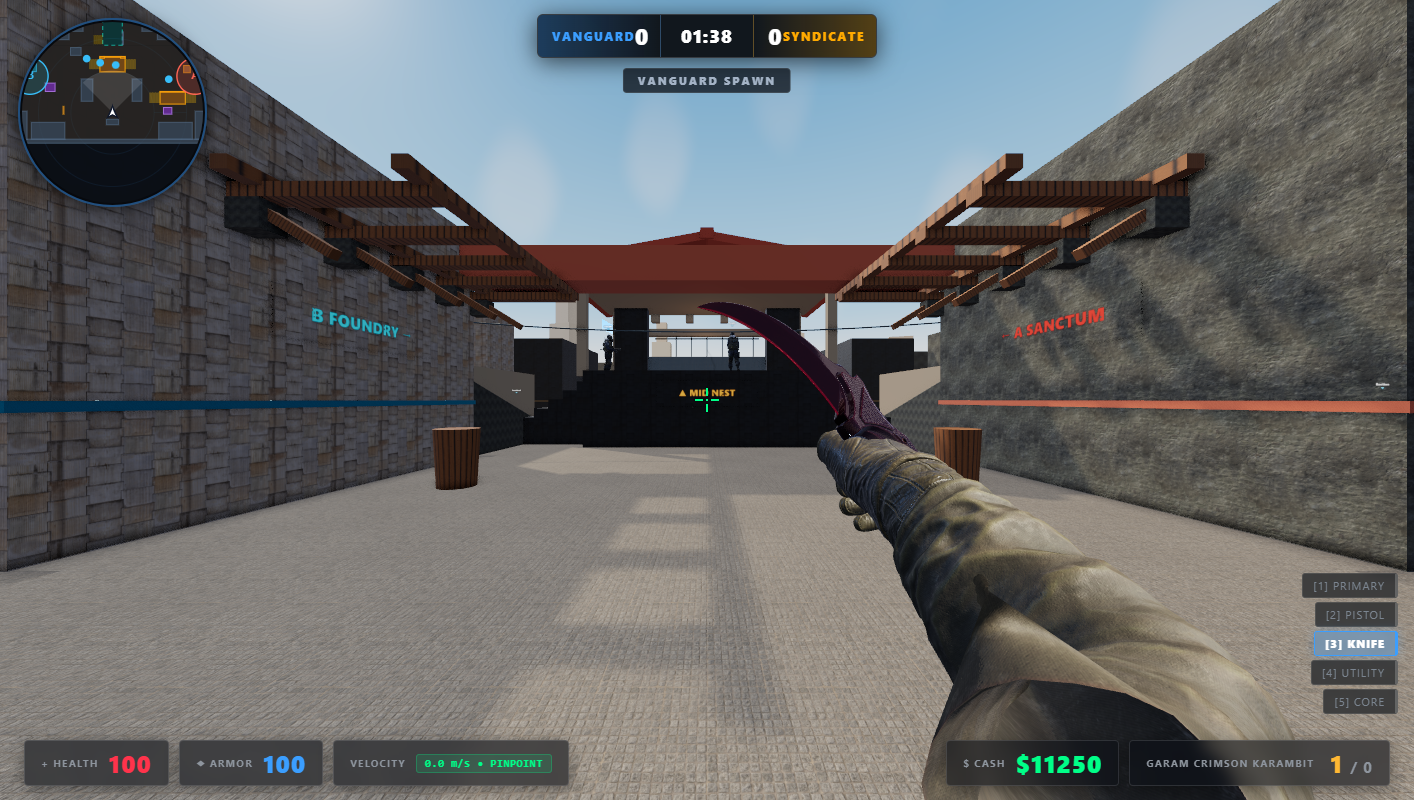 VANGUARD 0 01:38 0 SYNDICATE
VANGUARD SPAWN
B FOUNDRY
A SANCTUM
▲ MID NEST
[1] PRIMARY
[2] PISTOL
[3] KNIFE
[4] UTILITY
[5] CORE
+ HEALTH 100
◆ ARMOR 100
VELOCITY 0.0 m/s • PINPOINT
$ CASH $11250
GARAM CRIMSON KARAMBIT 1 / 0